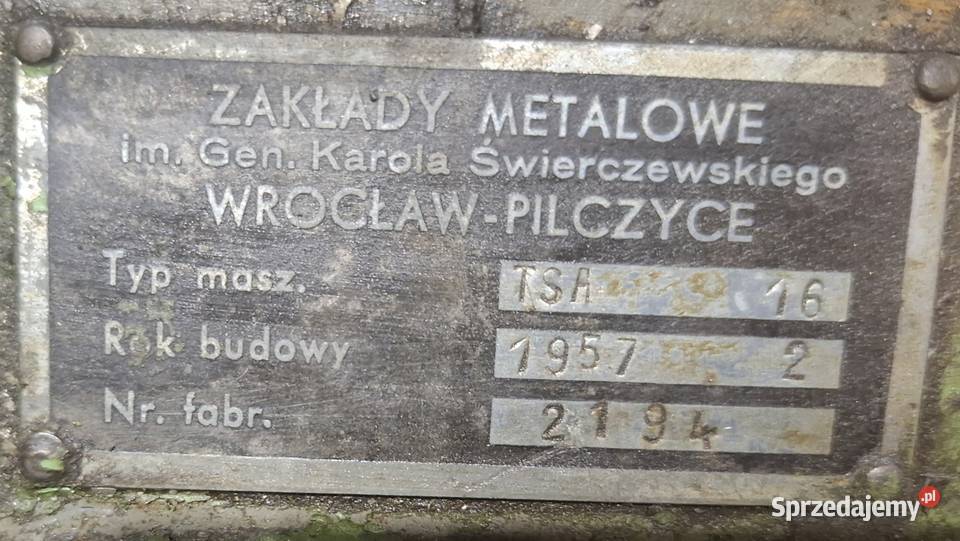 ZAKŁADY METALOWE
im. Gen. Karola Świerczewskiego
WROCŁAW-PILCZYCE
Typ masz. TSA 16
Rok budowy 1957 2
Nr. fabr. 2194
Sprzedajemy.pl